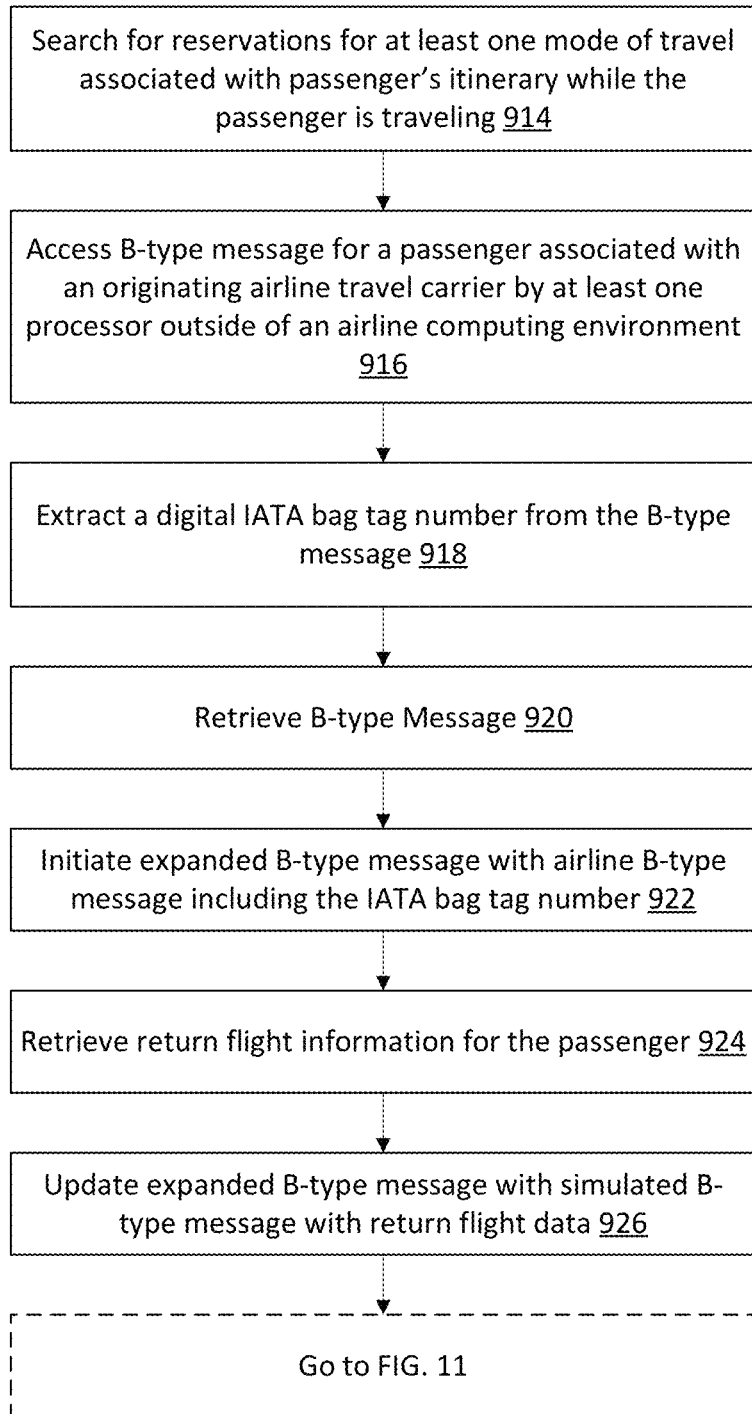 Search for reservations for at least one mode of travel
associated with passenger's itinerary while the
passenger is traveling 914
Access B-type message for a passenger associated with
an originating airline travel carrier by at least one
processor outside of an airline computing environment
916
Extract a digital IATA bag tag number from the B-type
message 918
Retrieve B-type Message 920
Initiate expanded B-type message with airline B-type
message including the IATA bag tag number 922
Retrieve return flight information for the passenger 924
Update expanded B-type message with simulated B-
type message with return flight data 926
Go to FIG. 11